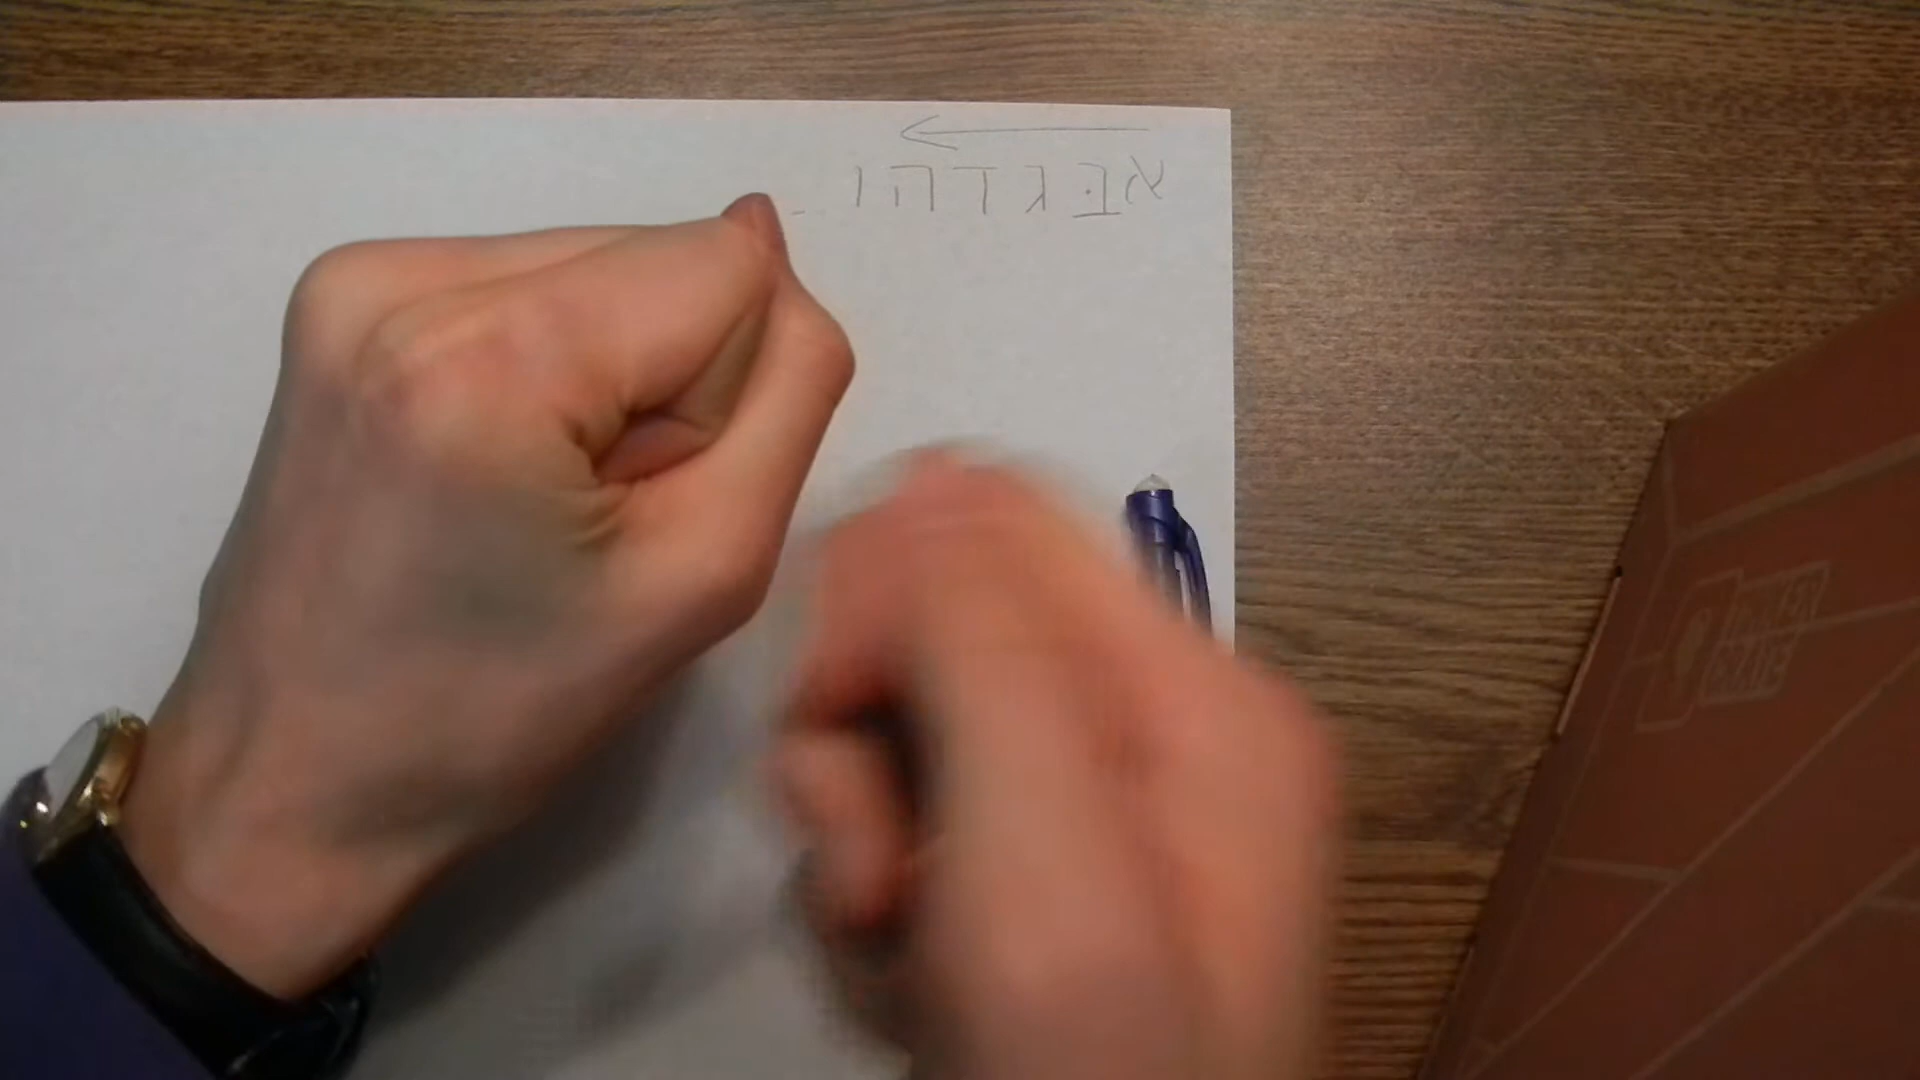 א בּ ג ד ה ו